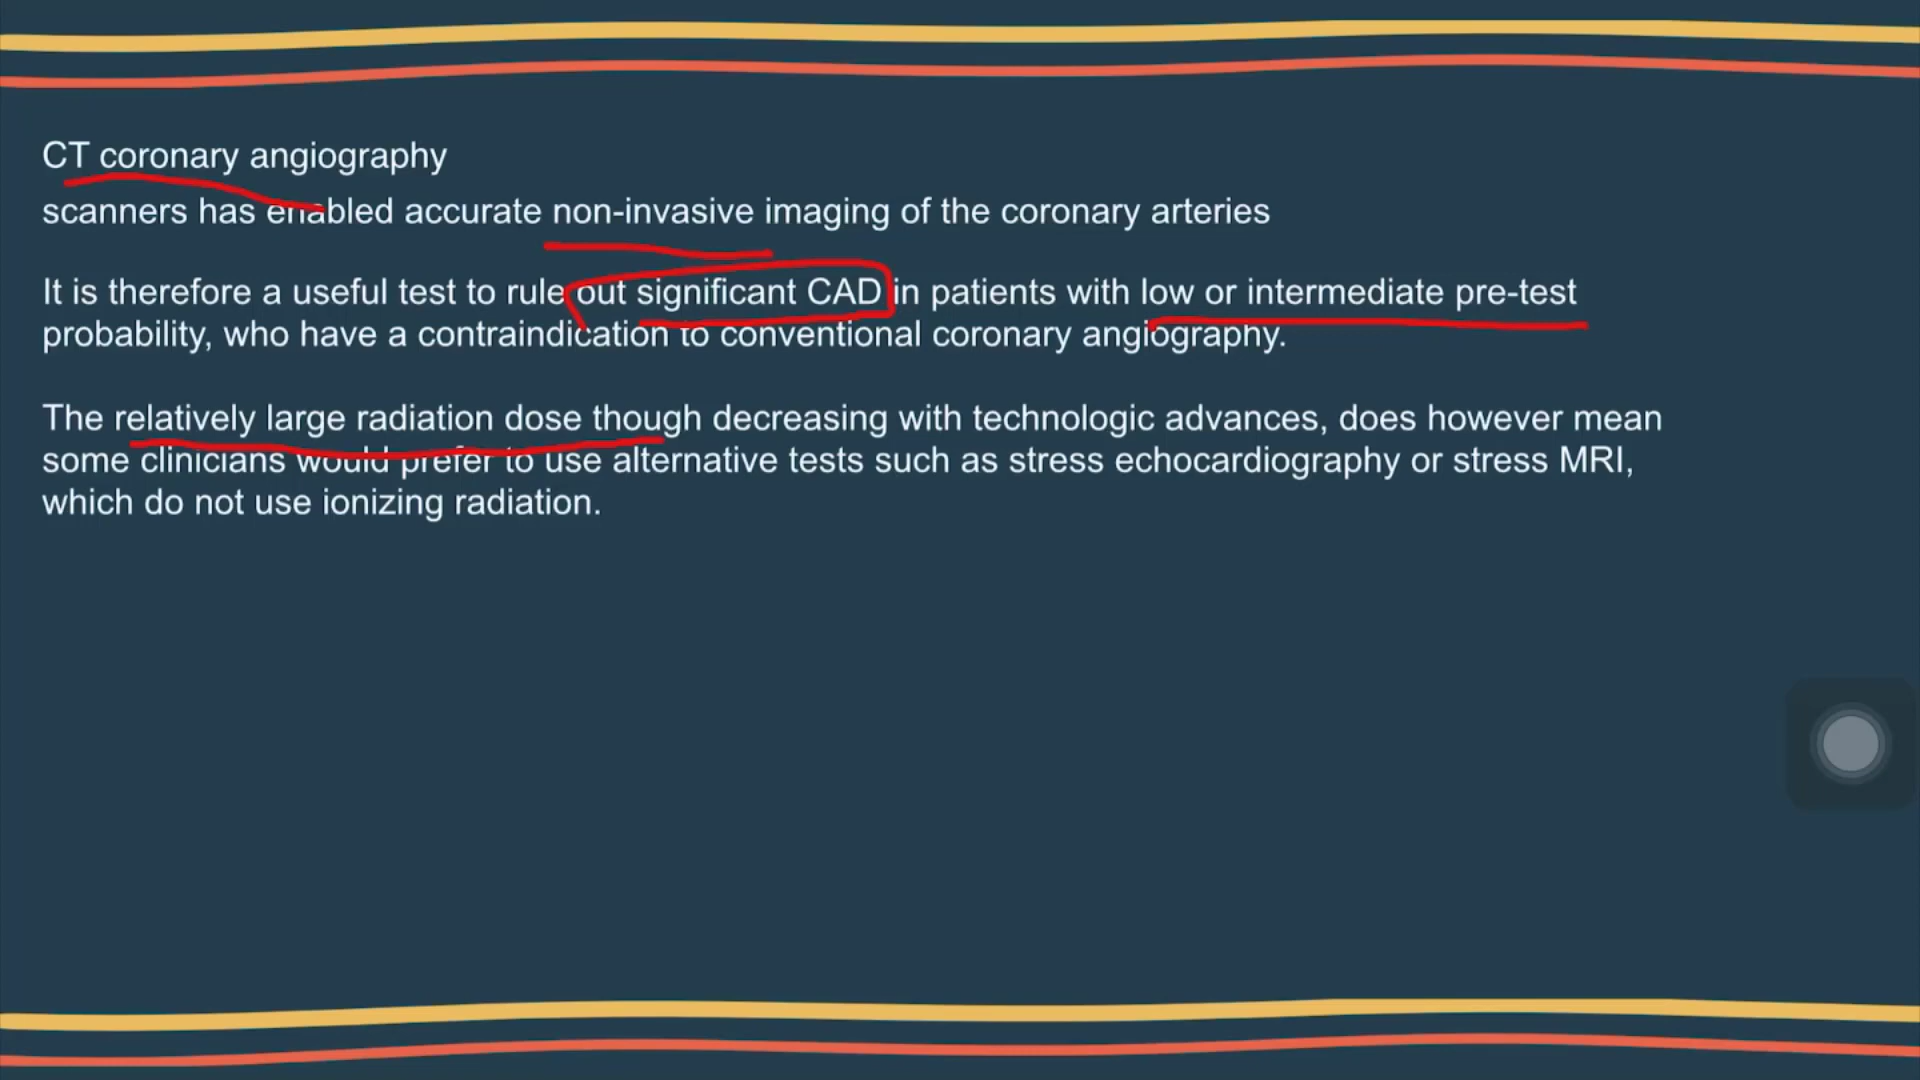 CT coronary angiography
scanners has enabled accurate non-invasive imaging of the coronary arteries
It is therefore a useful test to rule out significant CAD in patients with low or intermediate pre-test
probability, who have a contraindication to conventional coronary angiography.
The relatively large radiation dose though decreasing with technologic advances, does however mean
some clinicians would prefer to use alternative tests such as stress echocardiography or stress MRI,
which do not use ionizing radiation.